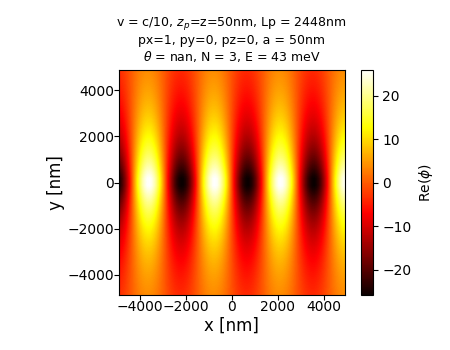 v = c/10, z_p=z=50nm, Lp = 2448nm
px=1, py=0, pz=0, a = 50nm
θ = nan, N = 3, E = 43 meV
4000
2000
0
−2000
−4000
y [nm]
−4000 −2000 0 2000 4000
x [nm]
20
10
0
−10
−20
Re(ϕ)